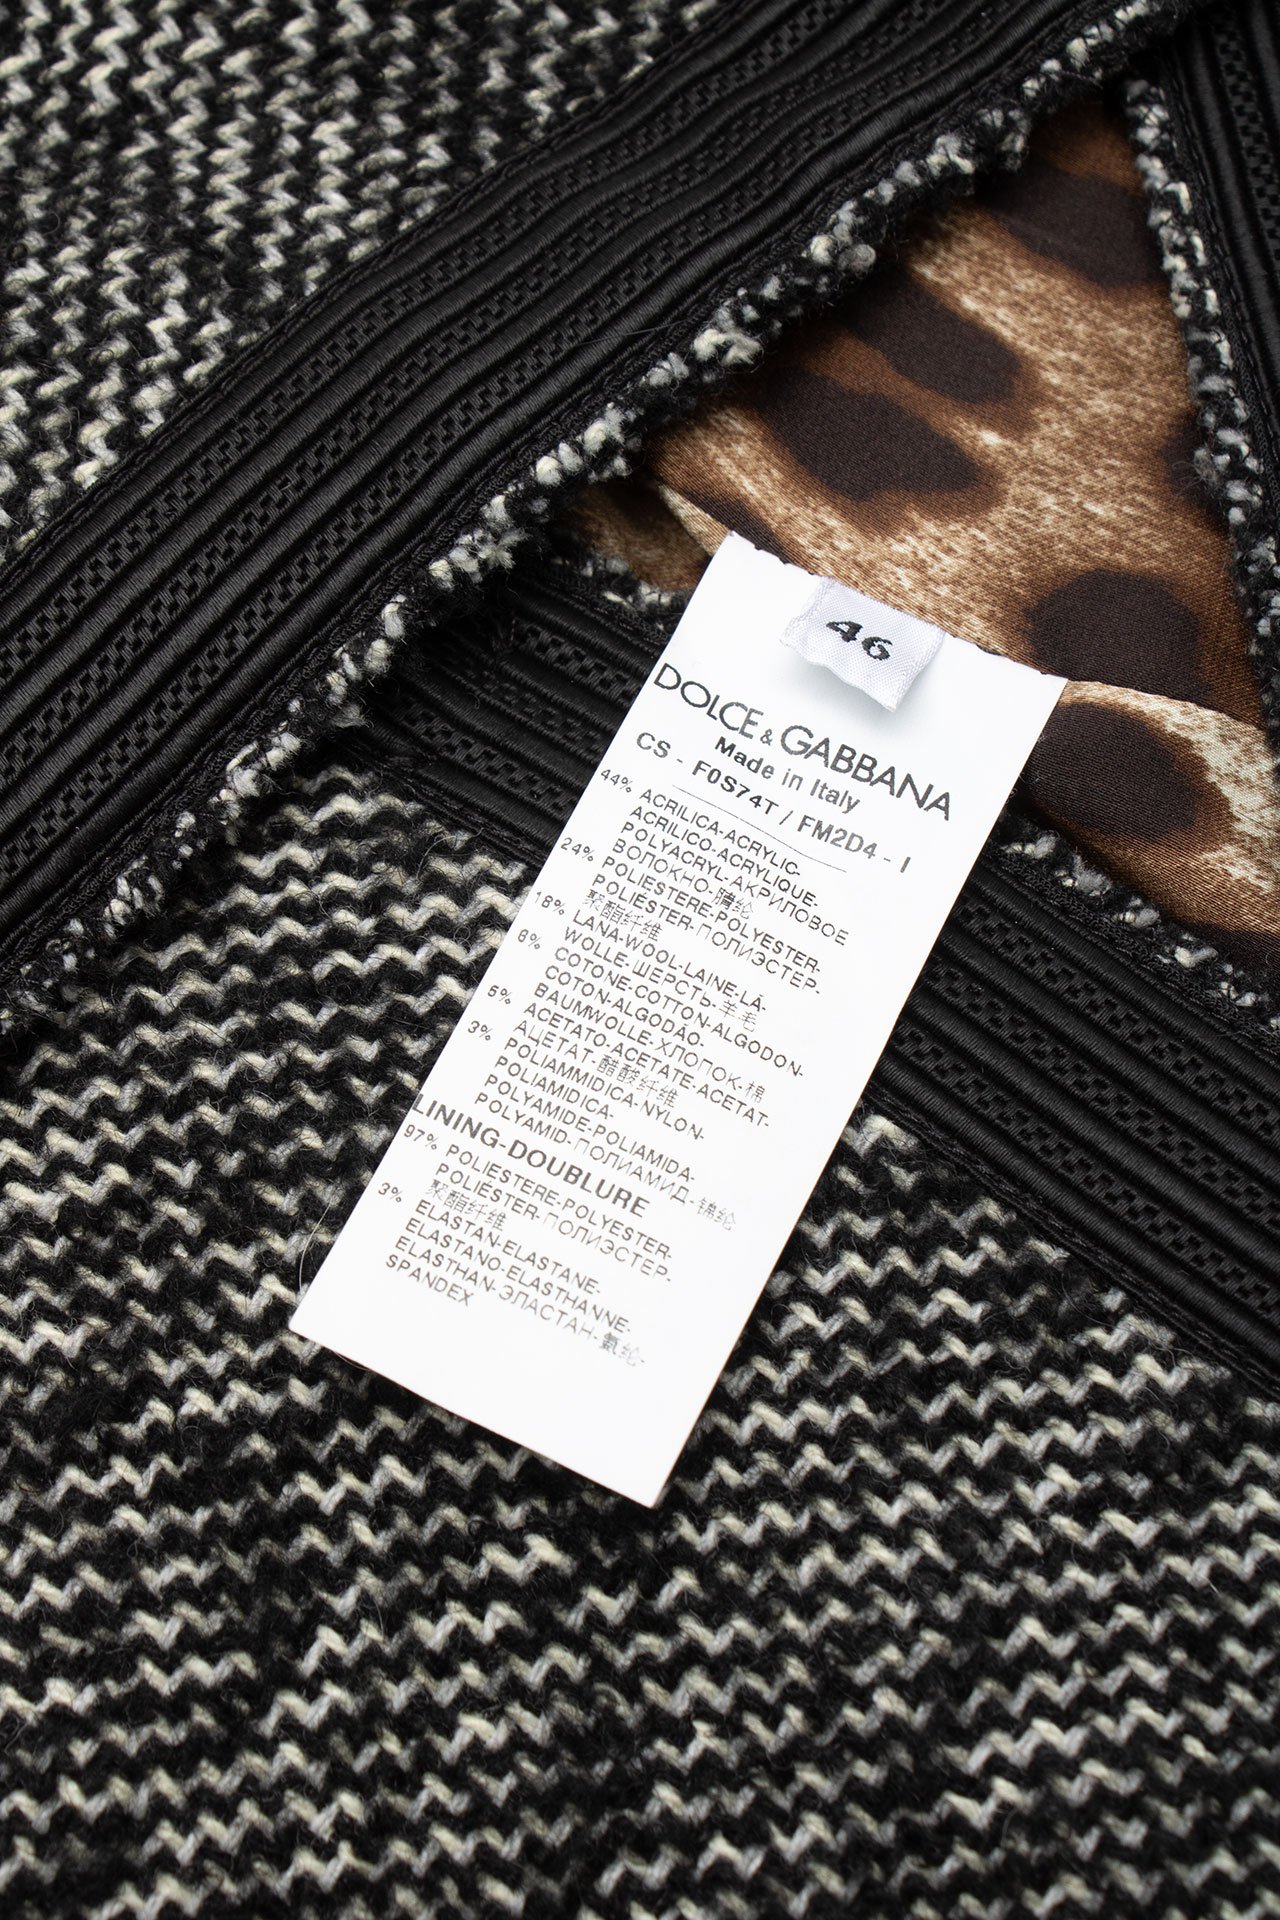 46
DOLCE & GABBANA
Made in Italy
CS - F0S74T / FM2D4 - I
44% ACRILICA-ACRYLIC-
ACRILICO-ACRYLIQUE-
POLYACRYL-АКРИЛОВОЕ
ВОЛОКНО-腈纶
24% POLIESTERE-POLYESTER-
POLIESTER-ПОЛИЭСТЕР-
聚酯纤维
18% LANA-WOOL-LAINE-LÃ-
WOLLE-ШЕРСТЬ-羊毛
8% COTONE-COTTON-ALGODON-
COTON-ALGODÃO-
BAUMWOLLE-ХЛОПОК-棉
6% ACETATO-ACETATE-ACETAT-
АЦЕТАТ-醋酸纤维
3% POLIAMMIDICA-NYLON-
POLIAMIDICA-
POLYAMIDE-POLIAMIDA-
POLYAMID-ПОЛИАМИД-锦纶
LINING-DOUBLURE
97% POLIESTERE-POLYESTER-
POLIÉSTER-ПОЛИЭСТЕР-
聚酯纤维
3% ELASTAN-ELASTANE-
ELASTANO-ELASTHANNE-
ELASTHAN-ЭЛАСТАН-氨纶-
SPANDEX